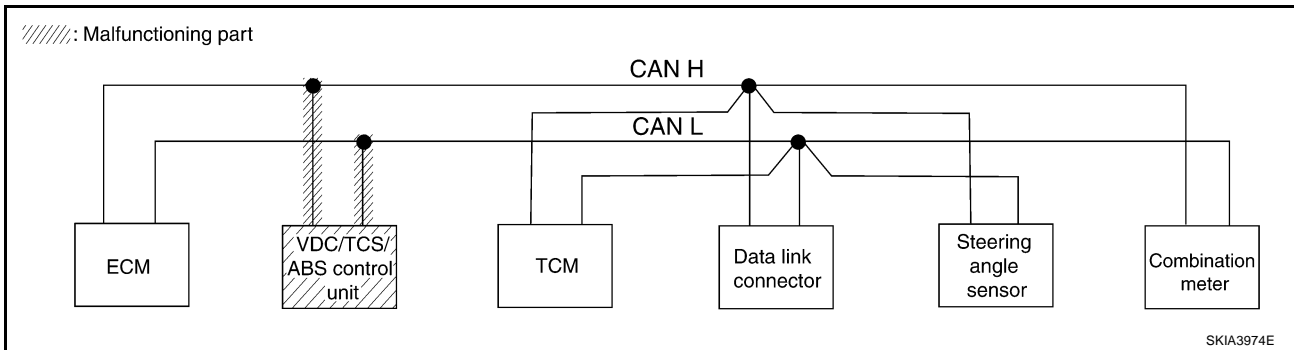 : Malfunctioning part
CAN H
CAN L
ECM
VDC/TCS/
ABS control
unit
TCM
Data link
connector
Steering
angle
sensor
Combination
meter
SKIA3974E